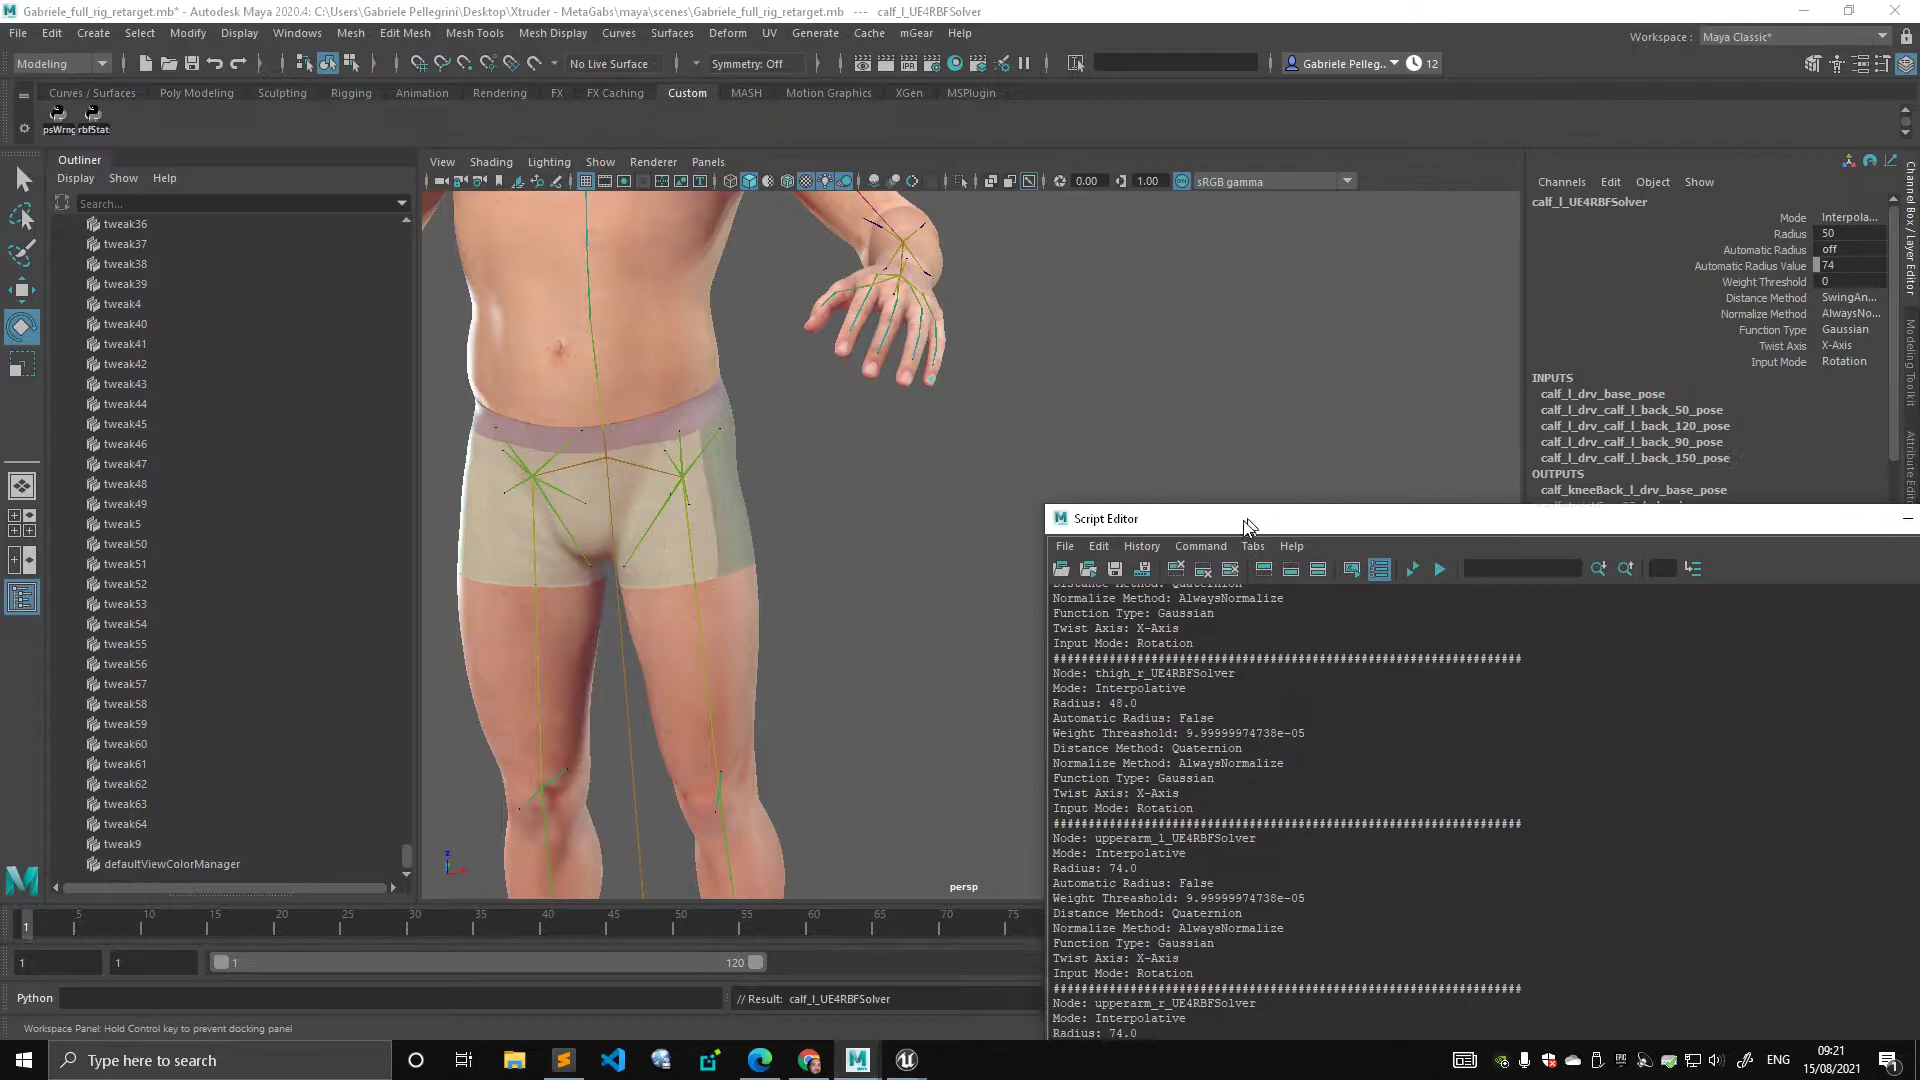 Gabriele_full_rig_retarget.mb* - Autodesk Maya 2020.4: C:\Users\Gabriele Pellegrini\Desktop\Xtruder - MetaGabs\maya\scenes\Gabriele_full_rig_retarget.mb --- calf_l_UE4RBFSolver
File Edit Create Select Modify Display Windows Mesh Edit Mesh Mesh Tools Mesh Display Curves Surfaces Deform UV Generate Cache mGear Help
Workspace : Maya Classic*
Modeling No Live Surface Symmetry: Off Gabriele Pelleg... 12
Curves / Surfaces Poly Modeling Sculpting Rigging Animation Rendering FX FX Caching Custom MASH Motion Graphics XGen MSPlugin
psWrng rbfStat
Outliner
Display Show Help
Search...
tweak36
tweak37
tweak38
tweak39
tweak4
tweak40
tweak41
tweak42
tweak43
tweak44
tweak45
tweak46
tweak47
tweak48
tweak49
tweak5
tweak50
tweak51
tweak52
tweak53
tweak54
tweak55
tweak56
tweak57
tweak58
tweak59
tweak60
tweak61
tweak62
tweak63
tweak64
tweak9
defaultViewColorManager
View Shading Lighting Show Renderer Panels
0.00 1.00 sRGB gamma
z
persp
Channels Edit Object Show
calf_l_UE4RBFSolver
Mode Interpola...
Radius 50
Automatic Radius off
Automatic Radius Value 74
Weight Threshold 0
Distance Method SwingAn...
Normalize Method AlwaysNo...
Function Type Gaussian
Twist Axis X-Axis
Input Mode Rotation
INPUTS
calf_l_drv_base_pose
calf_l_drv_calf_l_back_50_pose
calf_l_drv_calf_l_back_120_pose
calf_l_drv_calf_l_back_90_pose
calf_l_drv_calf_l_back_150_pose
OUTPUTS
calf_kneeBack_l_drv_base_pose
Channel Box / Layer Editor
Modeling Toolkit
Attribute Editor
Script Editor
File Edit History Command Tabs Help
Distance Method: Quaternion
Normalize Method: AlwaysNormalize
Function Type: Gaussian
Twist Axis: X-Axis
Input Mode: Rotation
###################################################################
Node: thigh_r_UE4RBFSolver
Mode: Interpolative
Radius: 48.0
Automatic Radius: False
Weight Threshold: 9.99999974738e-05
Distance Method: Quaternion
Normalize Method: AlwaysNormalize
Function Type: Gaussian
Twist Axis: X-Axis
Input Mode: Rotation
###################################################################
Node: upperarm_l_UE4RBFSolver
Mode: Interpolative
Radius: 74.0
Automatic Radius: False
Weight Threshold: 9.99999974738e-05
Distance Method: Quaternion
Normalize Method: AlwaysNormalize
Function Type: Gaussian
Twist Axis: X-Axis
Input Mode: Rotation
###################################################################
Node: upperarm_r_UE4RBFSolver
Mode: Interpolative
Radius: 74.0
1 5 10 15 20 25 30 35 40 45 50 55 60 65 70 75
1 1 1 120
Python // Result: calf_l_UE4RBFSolver
Workspace Panel: Hold Control key to prevent docking panel
Type here to search
ENG
09:21
15/08/2021
1